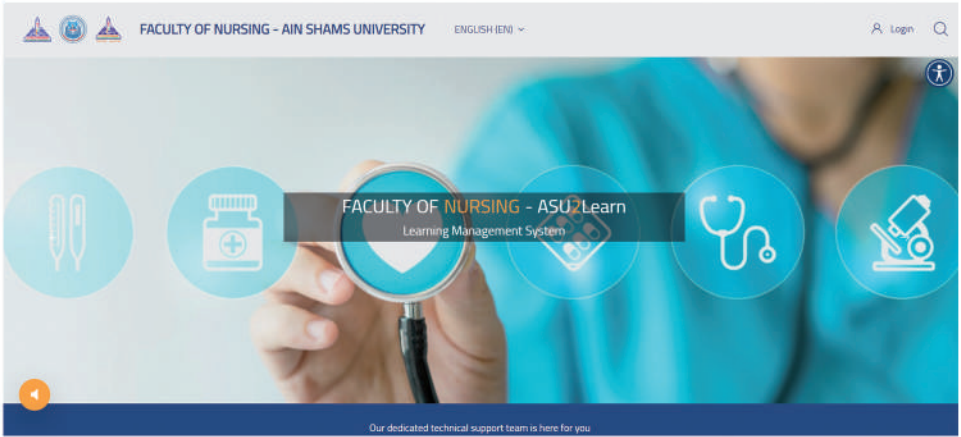 FACULTY OF NURSING - AIN SHAMS UNIVERSITY
ENGLISH (EN)
Login
FACULTY OF NURSING - ASU2Learn
Learning Management System
Our dedicated technical support team is here for you